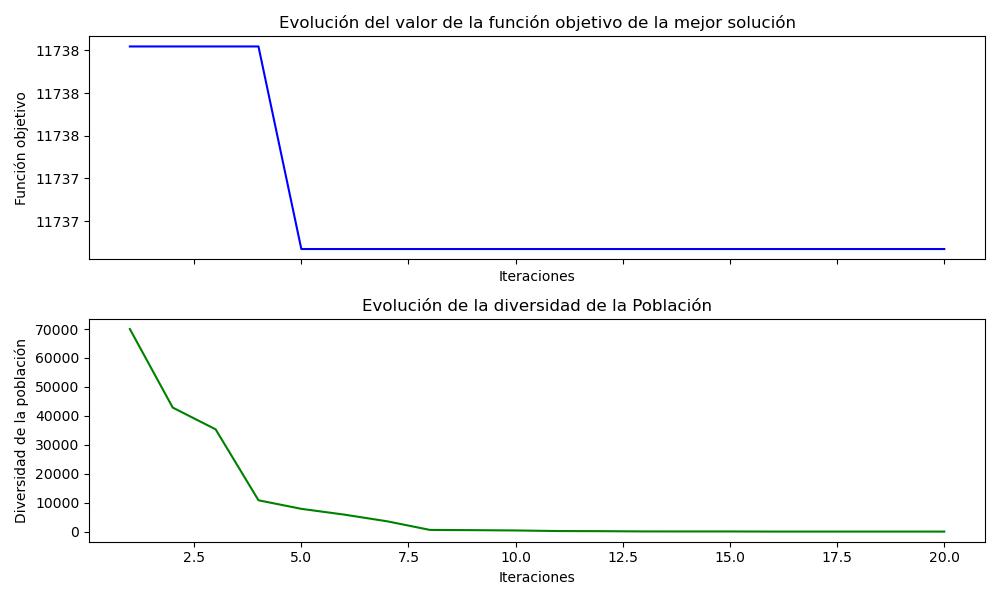 Evolución del valor de la función objetivo de la mejor solución
11738
11738
11738
11737
11737
Función objetivo
Iteraciones
Evolución de la diversidad de la Población
70000
60000
50000
40000
30000
20000
10000
0
Diversidad de la población
2.5 5.0 7.5 10.0 12.5 15.0 17.5 20.0
Iteraciones